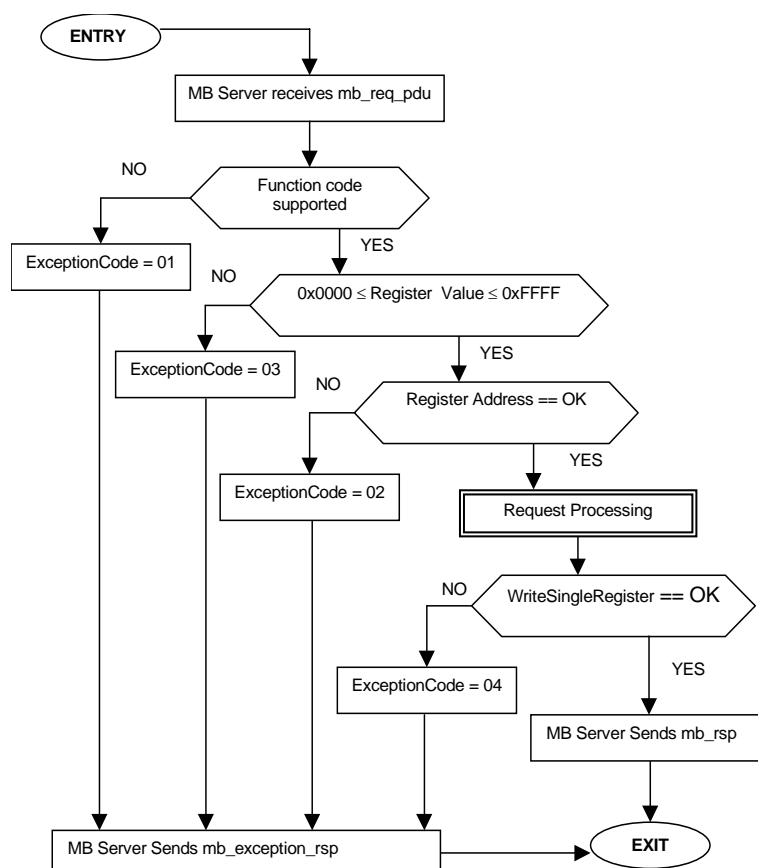 ENTRY
MB Server receives mb_req_pdu
NO
Function code
supported
YES
ExceptionCode = 01
NO
0x0000 ≤ Register Value ≤ 0xFFFF
YES
ExceptionCode = 03
NO
Register Address == OK
YES
ExceptionCode = 02
Request Processing
NO
WriteSingleRegister == OK
YES
ExceptionCode = 04
MB Server Sends mb_rsp
MB Server Sends mb_exception_rsp
EXIT